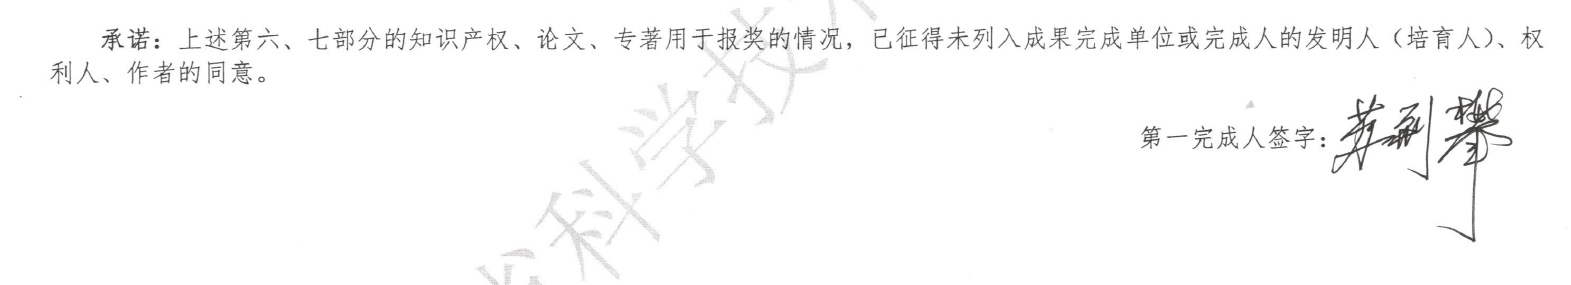 承诺：上述第六、七部分的知识产权、论文、专著用于报奖的情况，已征得未列入成果完成单位或完成人的发明人（培育人）、权
利人、作者的同意。
第一完成人签字：
科学技